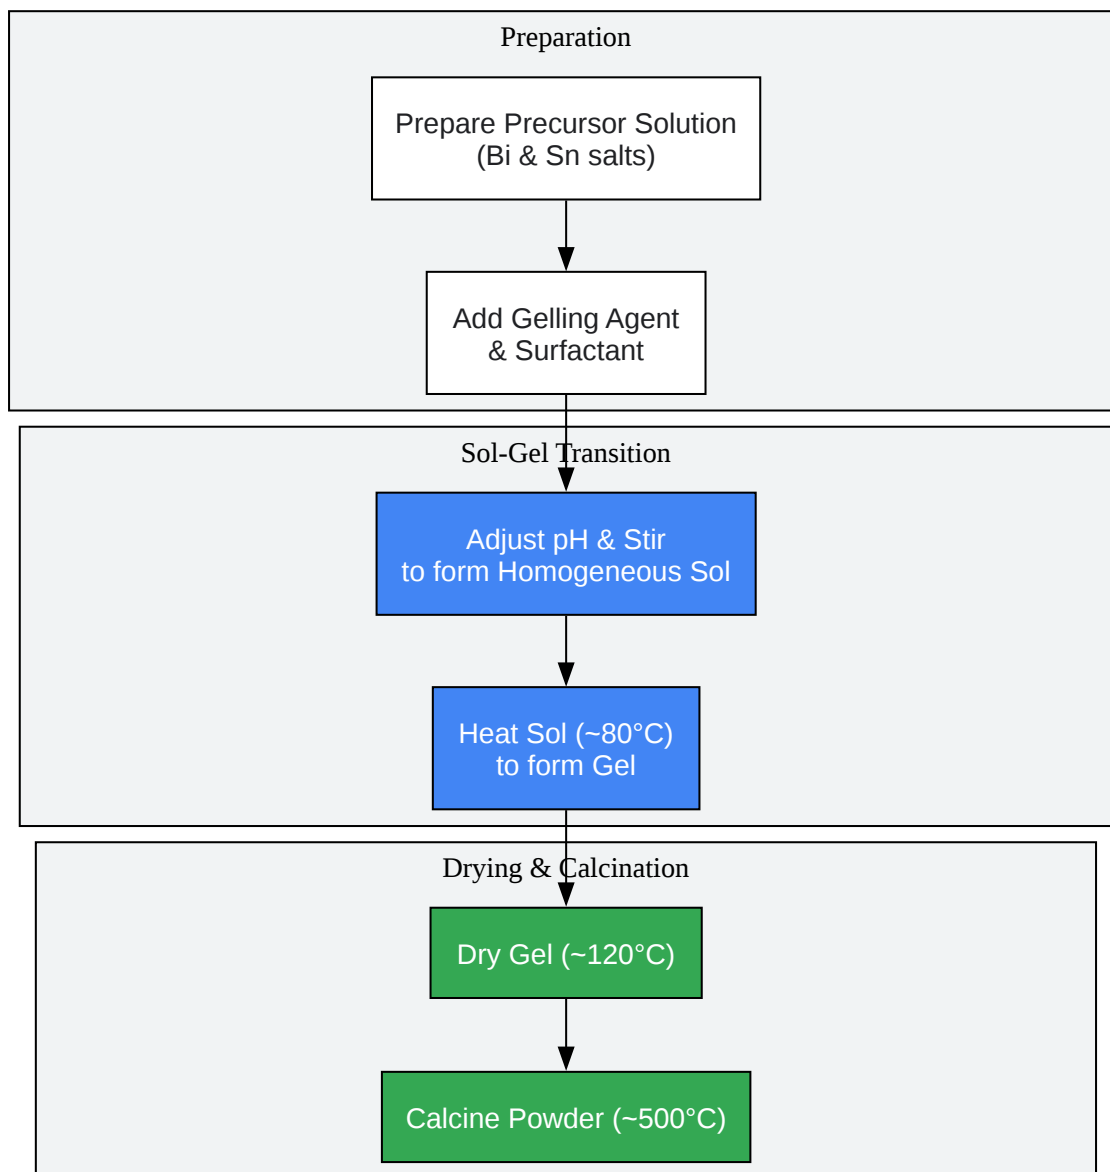 Preparation
Prepare Precursor Solution
(Bi & Sn salts)
Add Gelling Agent
& Surfactant
Sol-Gel Transition
Adjust pH & Stir
to form Homogeneous Sol
Heat Sol (~80°C)
to form Gel
Drying & Calcination
Dry Gel (~120°C)
Calcine Powder (~500°C)